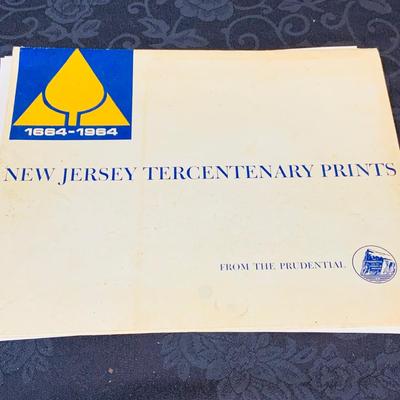 1664-1964
NEW JERSEY TERCENTENARY PRINTS
FROM THE PRUDENTIAL